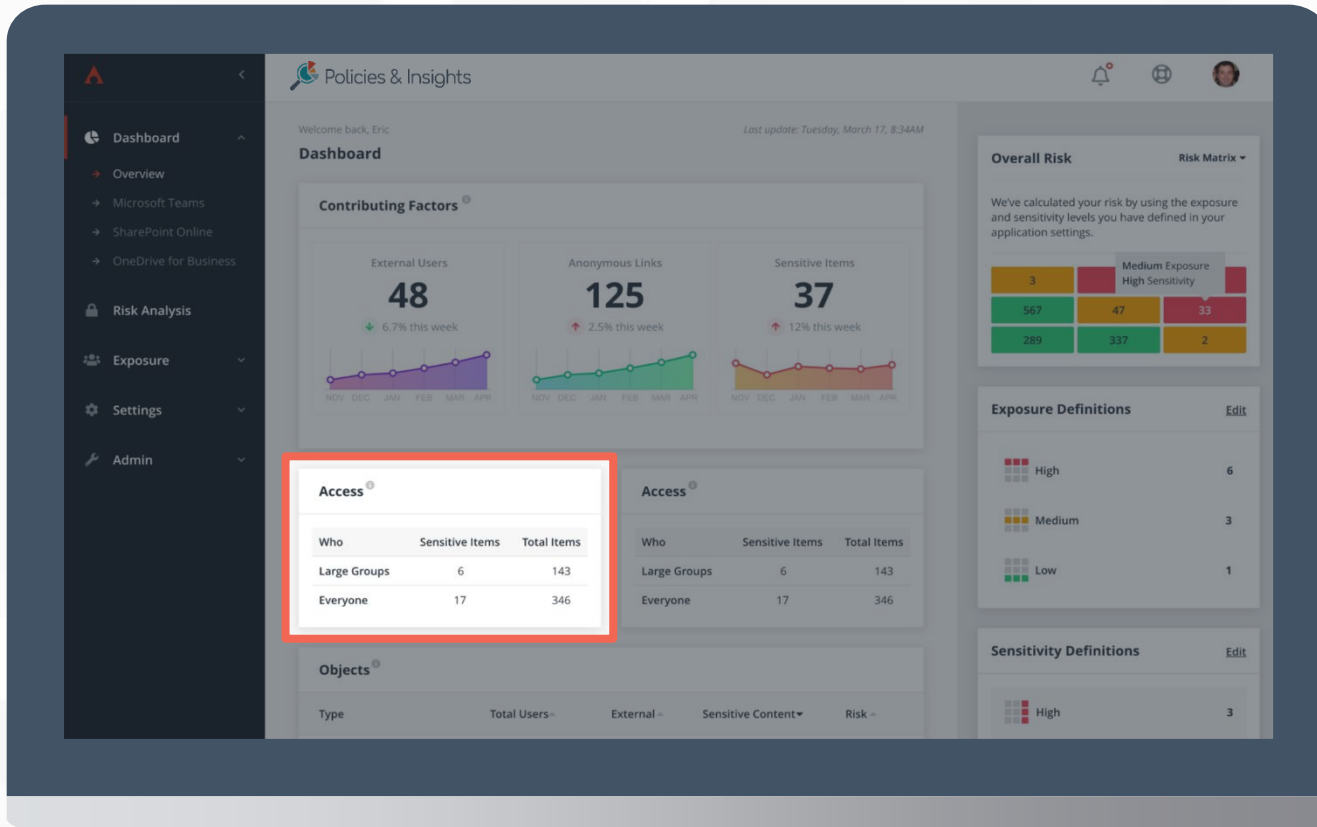 Policies & Insights
Dashboard
Overview
Microsoft Teams
SharePoint Online
OneDrive for Business
Risk Analysis
Exposure
Settings
Admin
Welcome back, Eric
Last update: Tuesday, March 17, 8:34AM
Dashboard
Contributing Factors
External Users
48
6.7% this week
NOV DEC JAN FEB MAR APR
Anonymous Links
125
2.5% this week
NOV DEC JAN FEB MAR APR
Sensitive Items
37
12% this week
NOV DEC JAN FEB MAR APR
Access
Who Sensitive Items Total Items
Large Groups 6 143
Everyone 17 346
Access
Who Sensitive Items Total Items
Large Groups 6 143
Everyone 17 346
Objects
Type Total Users External Sensitive Content Risk
Overall Risk Risk Matrix
We've calculated your risk by using the exposure
and sensitivity levels you have defined in your
application settings.
Medium Exposure
High Sensitivity
3
567 47 33
289 337 2
Exposure Definitions Edit
High 6
Medium 3
Low 1
Sensitivity Definitions Edit
High 3